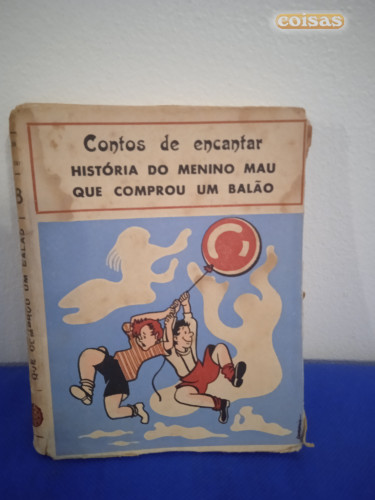 coisas
Contos de encantar
HISTÓRIA DO MENINO MAU
QUE COMPROU UM BALÃO
QUE COMPROU UM BALÃO